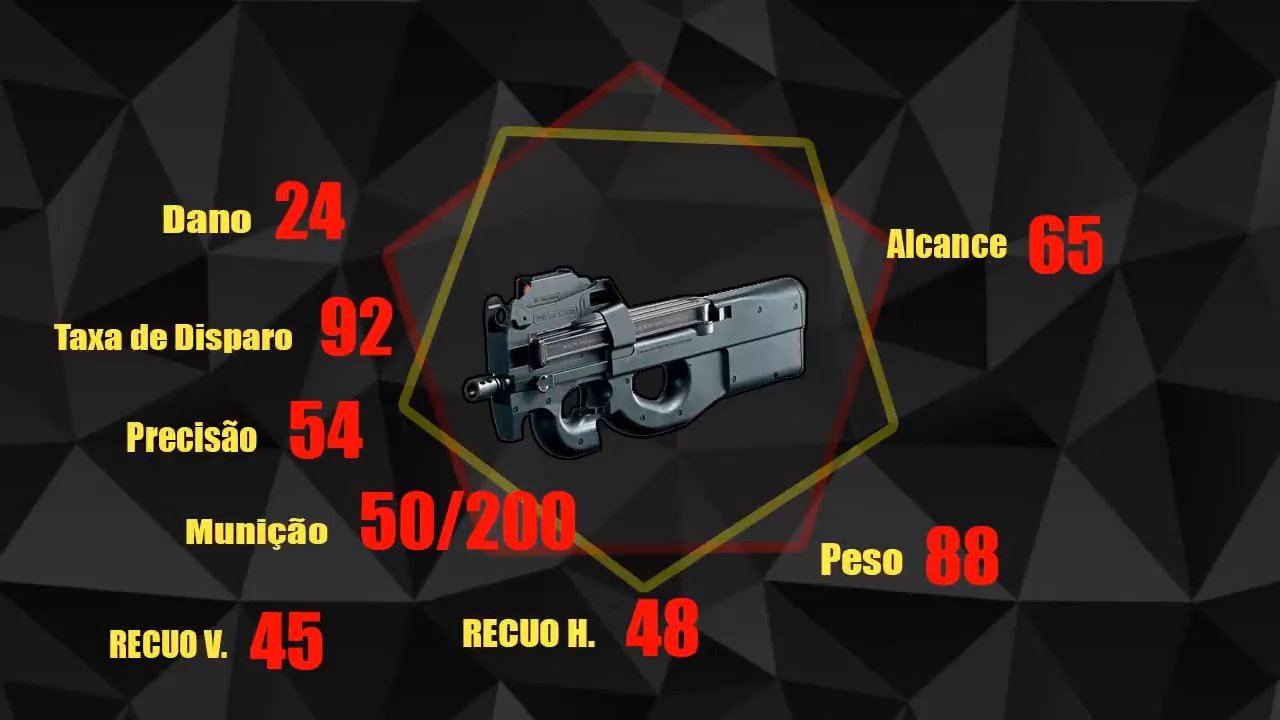 Dano 24
Alcance 65
Taxa de Disparo 92
Precisão 54
Munição 50/200
Peso 88
RECUO V. 45
RECUO H. 48